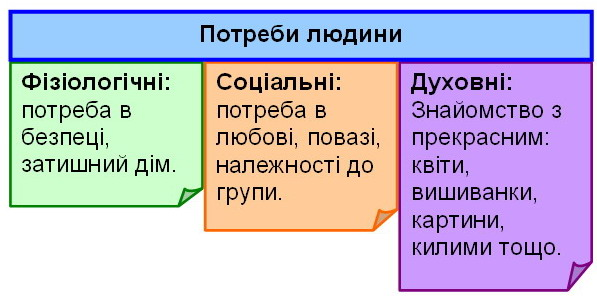 Потреби людини
Фізіологічні:
потреба в
безпеці,
затишний дім.
Соціальні:
потреба в
любові, повазі,
належності до
групи.
Духовні:
Знайомство з
прекрасним:
квіти,
вишиванки,
картини,
килими тощо.